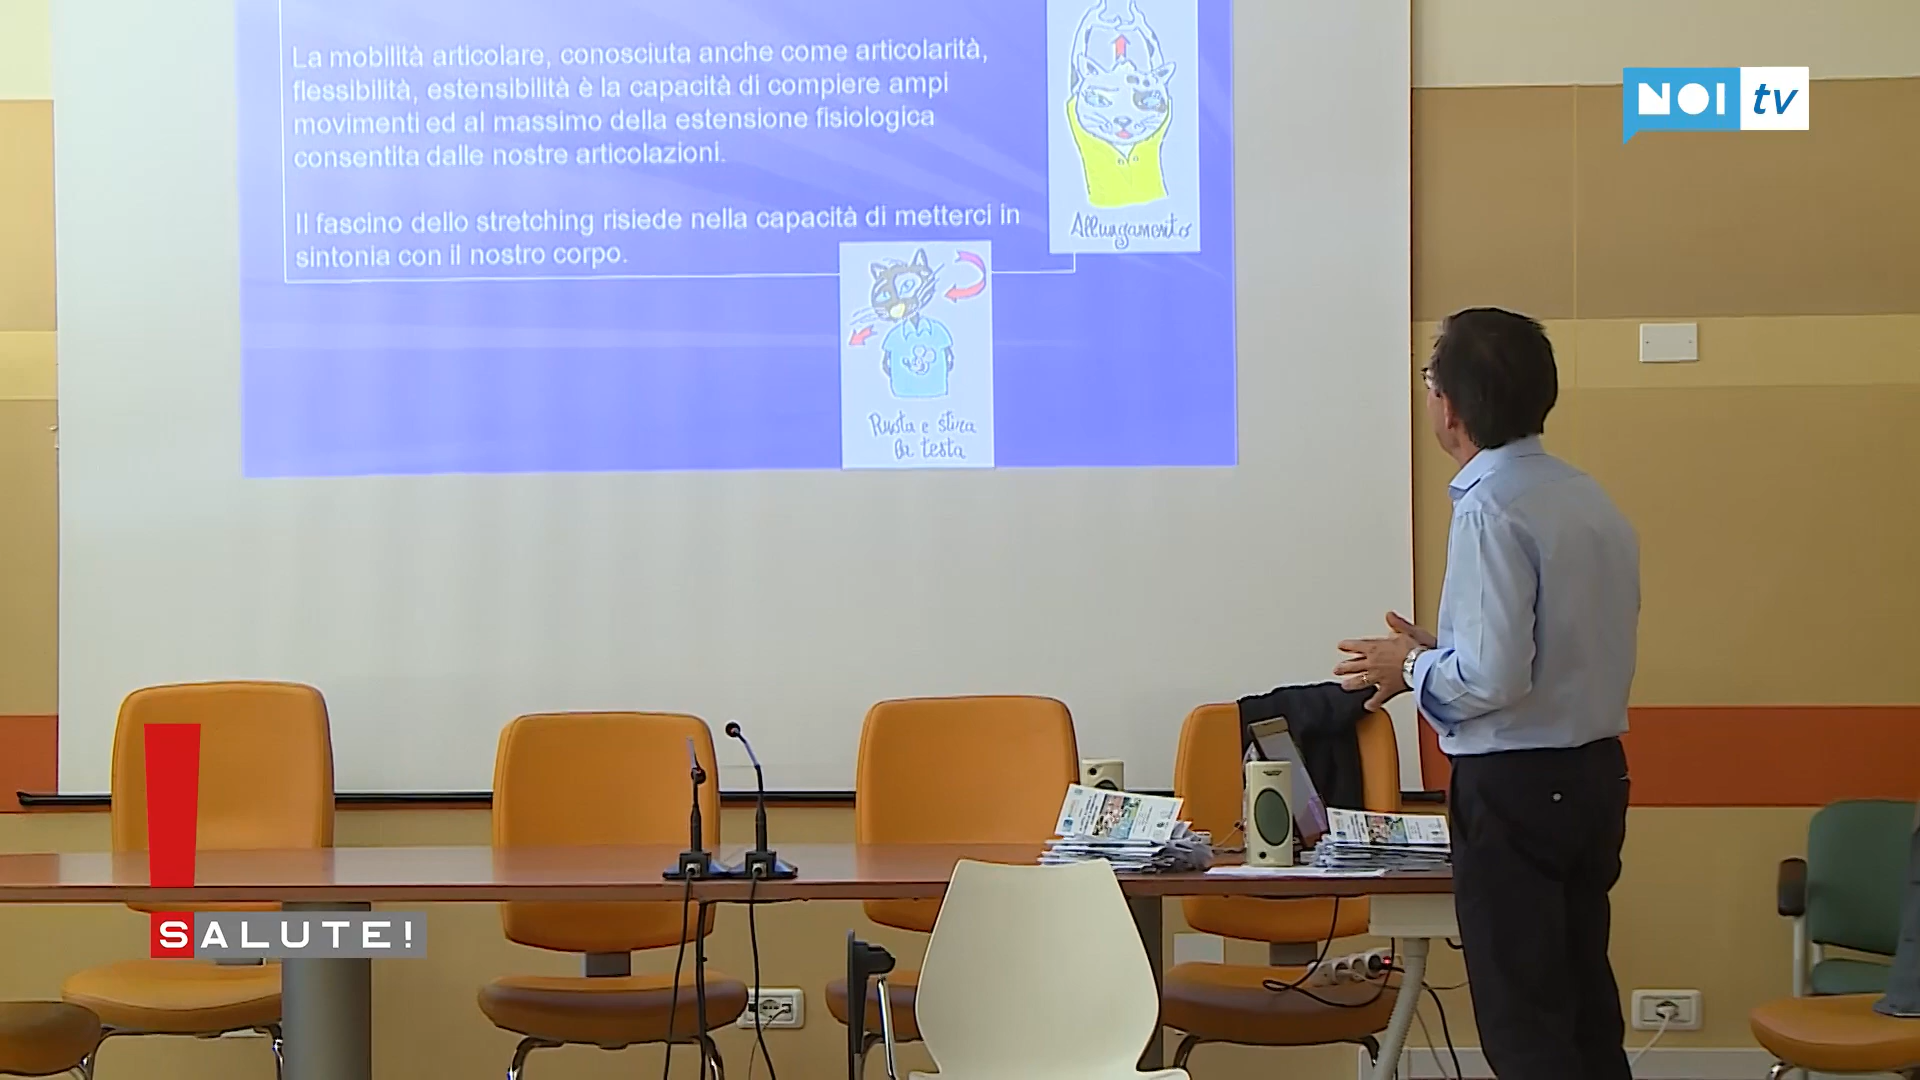 La mobilità articolare, conosciuta anche come articolarità,
flessibilità, estensibilità è la capacità di compiere ampi
movimenti ed al massimo della estensione fisiologica
consentita dalle nostre articolazioni.
Il fascino dello stretching risiede nella capacità di metterci in
sintonia con il nostro corpo.
Allungamento
Ruota e stira
la testa
NOI tv
SALUTE!